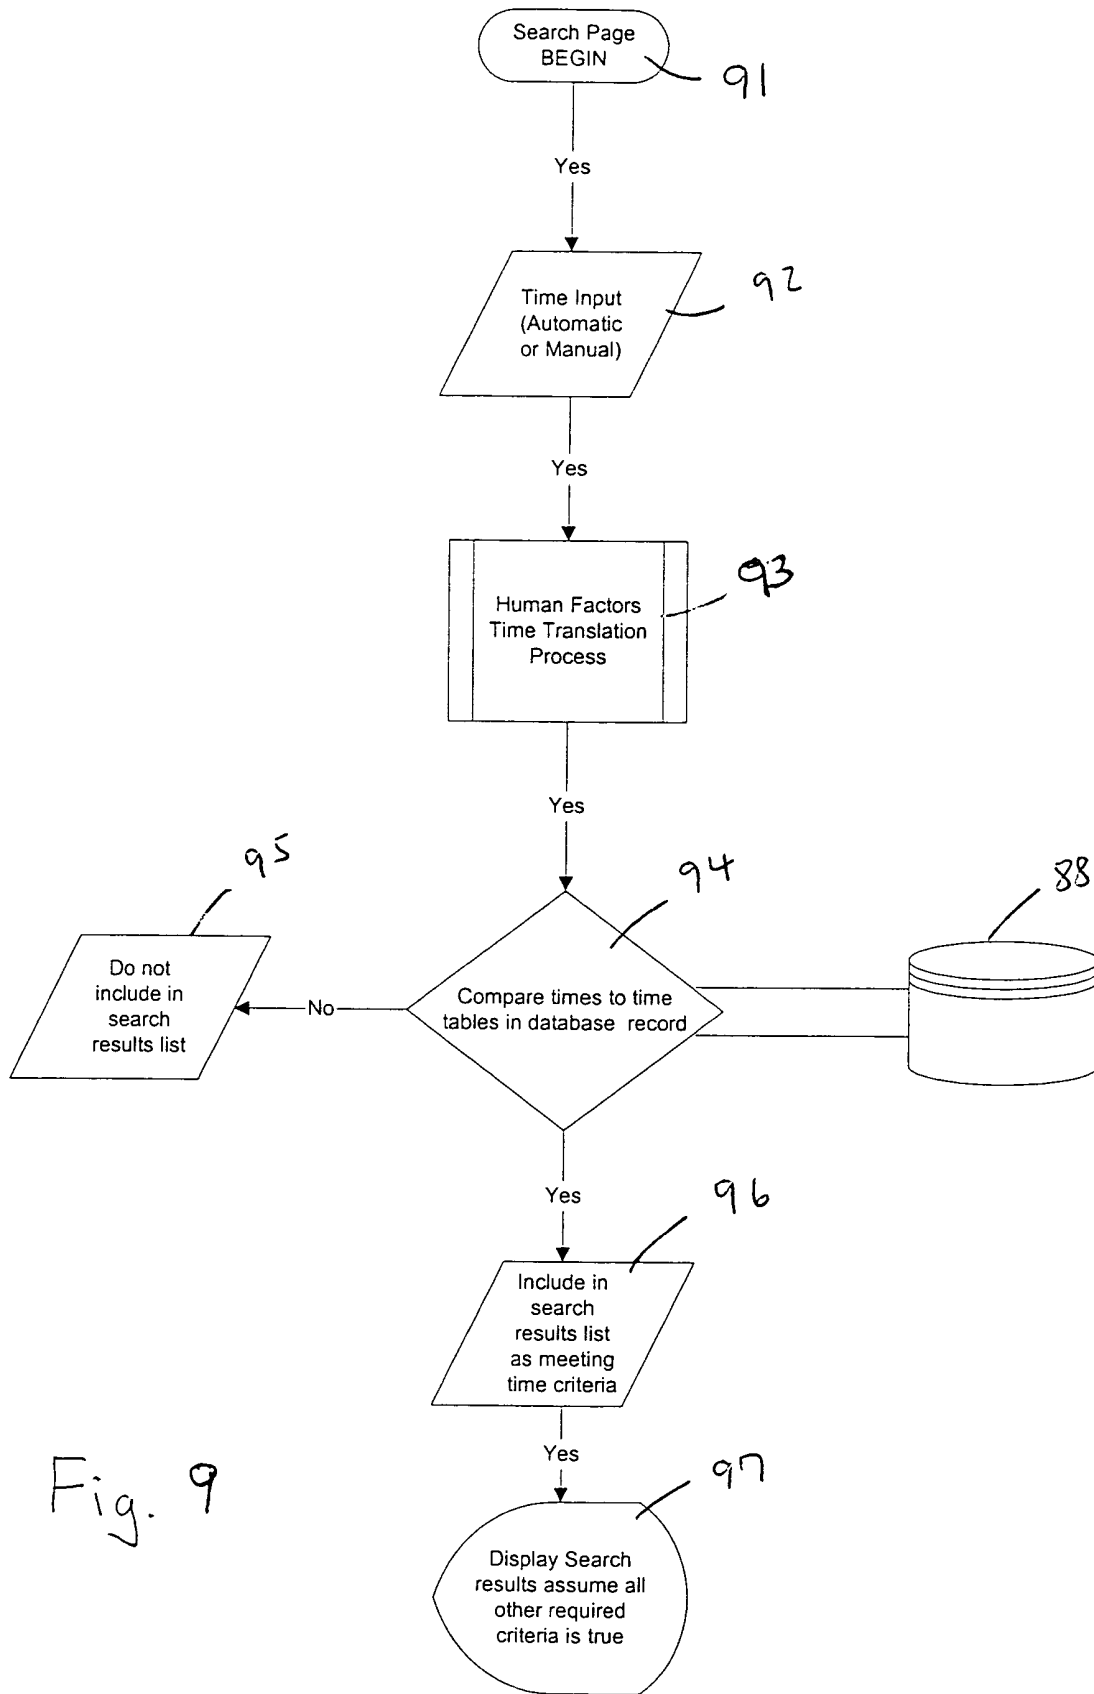 Search Page
BEGIN
91
Yes
Time Input
(Automatic
or Manual)
92
Yes
Human Factors
Time Translation
Process
93
Yes
95
94
88
Do not
include in
search
results list
No
Compare times to time
tables in database record
Yes
96
Include in
search
results list
as meeting
time criteria
Yes
97
Display Search
results assume all
other required
criteria is true
Fig. 9